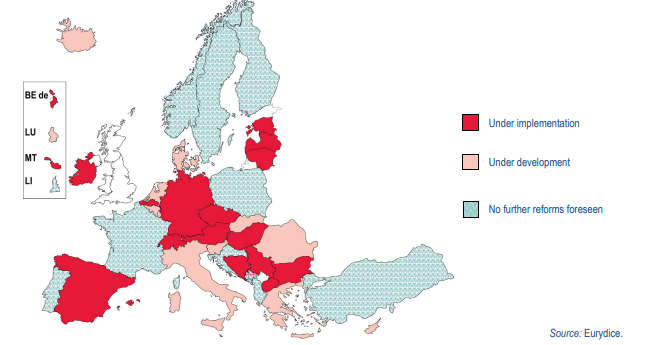 BE de
LU
MT
LI
Under implementation
Under development
No further reforms foreseen
Source: Eurydice.